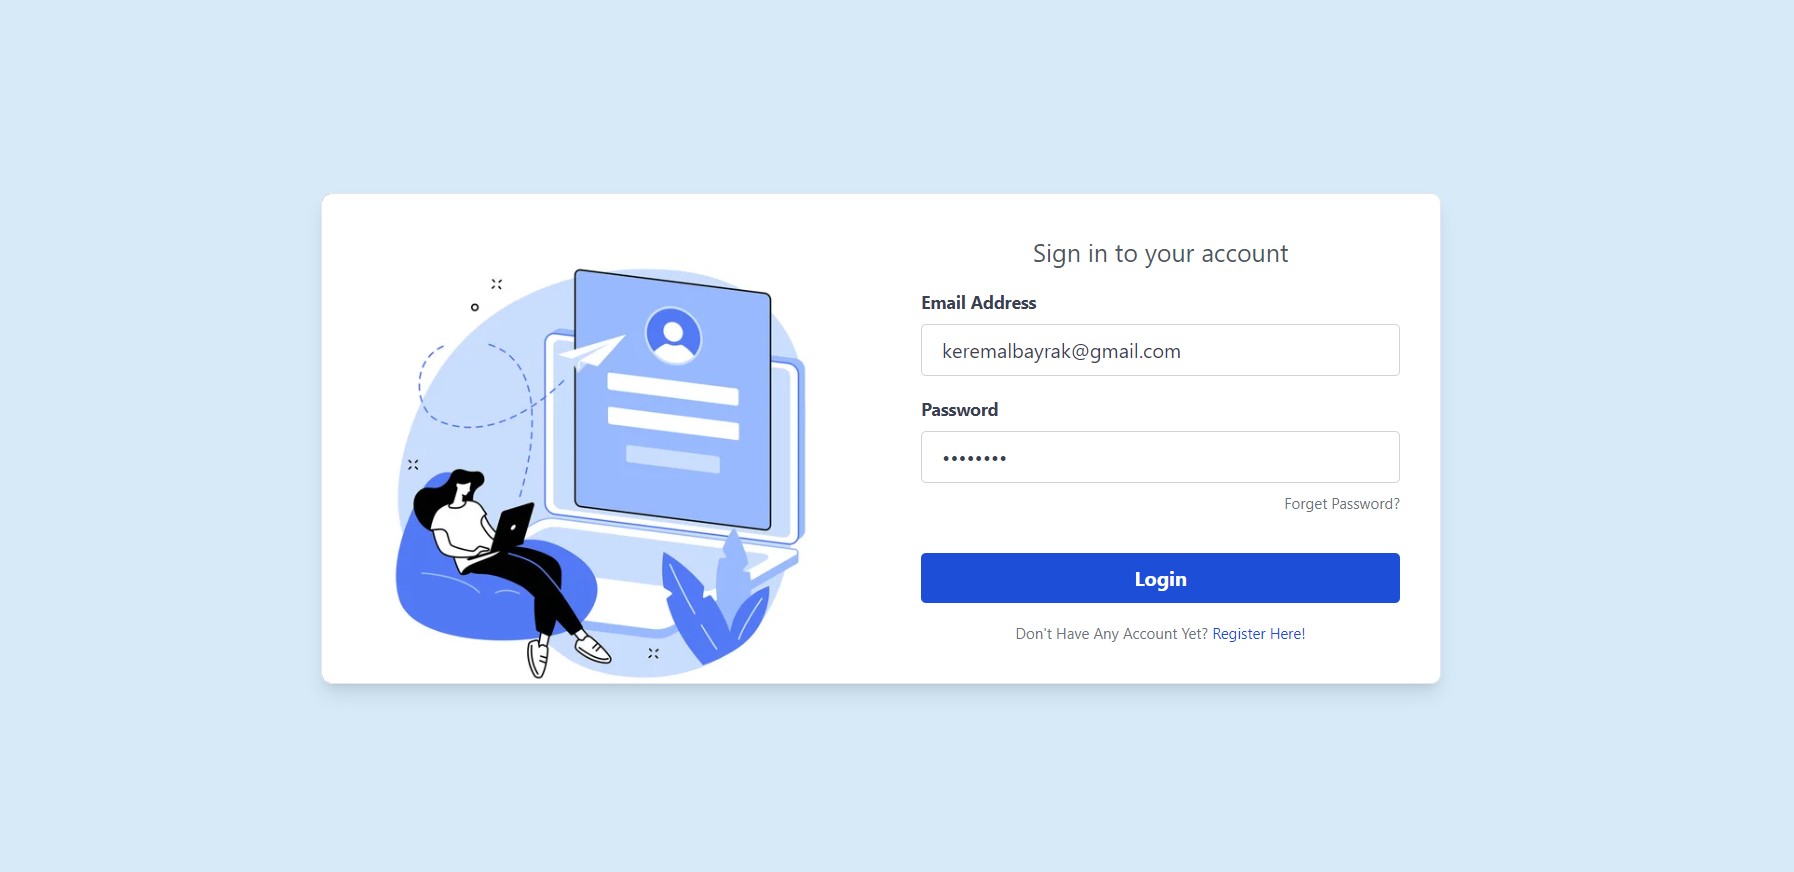 Sign in to your account
Email Address
keremalbayrak@gmail.com
Password
••••••••
Forget Password?
Login
Don't Have Any Account Yet? Register Here!